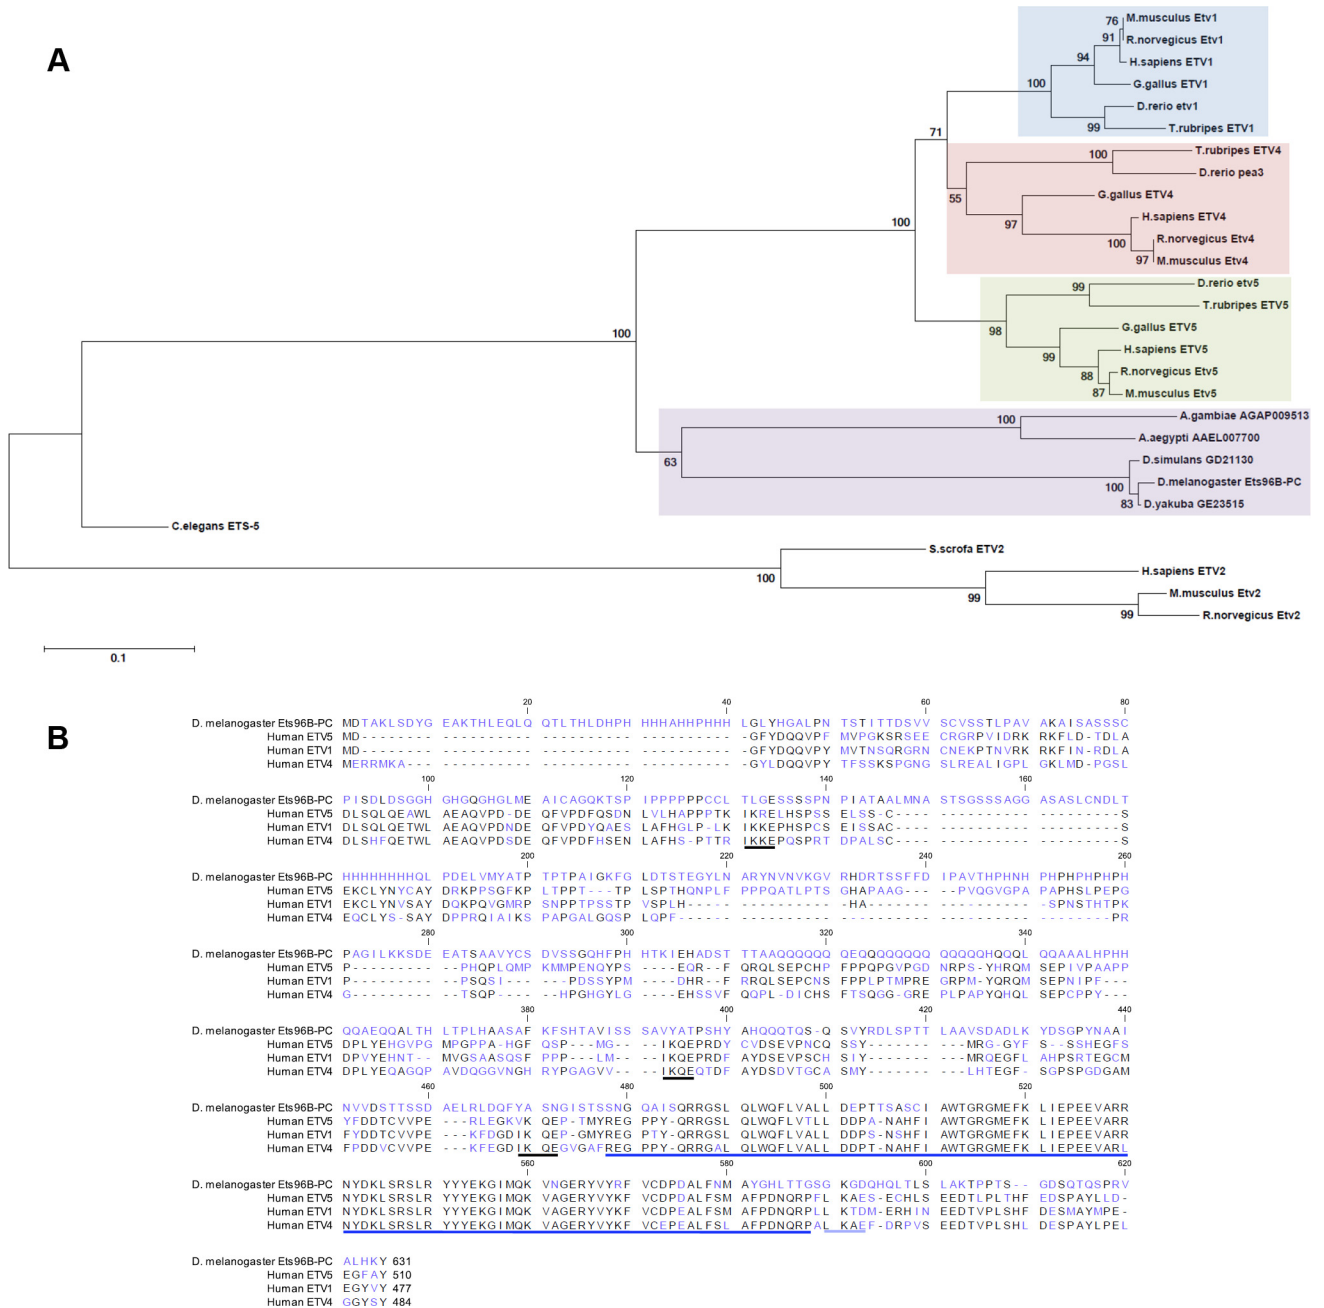 A
76
M.musculus Etv1
91
R.norvegicus Etv1
94
H.sapiens ETV1
100
G.gallus ETV1
D.rerio etv1
99
T.rubripes ETV1
71
100
T.rubripes ETV4
D.rerio pea3
55
G.gallus ETV4
97
H.sapiens ETV4
100
R.norvegicus Etv4
97
M.musculus Etv4
100
99
D.rerio etv5
T.rubripes ETV5
98
G.gallus ETV5
99
H.sapiens ETV5
88
R.norvegicus Etv5
87
M.musculus Etv5
100
100
A.gambiae AGAP009513
A.aegypti AAEL007700
63
D.simulans GD21130
100
D.melanogaster Ets96B-PC
83
D.yakuba GE23515
C.elegans ETS-5
S.scrofa ETV2
100
H.sapiens ETV2
99
M.musculus Etv2
99
R.norvegicus Etv2
0.1
B
20 40 60 80
D. melanogaster Ets96B-PC MDTAKLSDYG EAKTHLEQLQ QTLTHLDHPH HHHAHHPHHH LGLYHGALPN TSTITTDSVV SCVSSTLPAV AKAISASSSC
Human ETV5 MD-------- ---------- ---------- ---------- -GFYDQQVPF MVPGKSRSEE CRGRPVIDRK RKFLD-TDLA
Human ETV1 MD-------- ---------- ---------- ---------- -GFYDQQVPY MVTNSQRGRN CNEKPTNVRK RKFIN-RDLA
Human ETV4 MERRMKA--- ---------- ---------- ---------- -GYLDQQVPY TFSSKSPGNG SLREALIGPL GKLMD-PGSL
100 120 140 160
D. melanogaster Ets96B-PC PISDLDSGGH GHGQGHGLME AICAGQKTSP IPPPPPPCCL TLGESSSSPN PIATAALMNA STSGSSSAGG ASASLCNDLT
Human ETV5 DLSQLQEAWL AEAQVPD-DE QFVPDFQSDN LVLHAPPPTK IKRELHSPSS ELSS-C---- ---------- ---------S
Human ETV1 DLSQLQETWL AEAQVPDNDE QFVPDYQAES LAFHGLP-LK IKKEPHSPCS EISSAC---- ---------- ---------S
Human ETV4 DLSHFQETWL AEAQVPDSDE QFVPDFHSEN LAFHS-PTTR IKKEPQSPRT DPALSC---- ---------- ---------S
200 220 240 260
D. melanogaster Ets96B-PC HHHHHHHHQL LPDELVMYATP TPTPAIGKFG LDTSTEGYLN ARYNVNVKGV RHDRTSSFFD IPAVTHPHNH PHPHPHPHPH
Human ETV5 EKCLYNYCAY DRKPPSGFKP LTPPT---TP LSPTHQNPLF PPPQATLPTS GHAPAAG--- --PVQGVGPA PAPHSLPEPG
Human ETV1 EKCLYNVSAY DQKPQVGMRP SNPPTPSSTP VSPLH----- ---------- -HA------- ---------- --SPNSTHTPK
Human ETV4 EQCLYS-SAY DPPRQIAIKS PAPGALGQSP LQPF------ ---------- ---------- ---------- --------PR
280 300 320 340
D. melanogaster Ets96B-PC PAGILKKSDE EATSAAVYCS DVSSGQHFPH HTKIEHADST TTAAQQQQQQ QEQQQQQQQQ QQQQQHQQQL QQAAALHPHH
Human ETV5 P--------- --PHQPLQMP KMMPENQYPS ---EQR--F QRQLSEPCHP FPPQPGVPGD NRPS-YHRQM SEPIVPAAPP
Human ETV1 P--------- --PSQSI--- --PDSSYPM ---DHR--F RRQLSEPCNS FPPLPTMPRE GRPM-YQRQM SEPNIPF---
Human ETV4 G--------- --TSQP---- --HPGHGYLG ---EHSSVF QQPL-DICHS FTSQGG-GRE PLPAPYQHQL SEPCPPY---
380 400 420 440
D. melanogaster Ets96B-PC QQAEQQALTH LTPLHAASAF KFSHTAVISS SAVYATPSHY AHQQQTQS-Q SVYRDLSPTT LAAVSDADLK YDSGPYNAAI
Human ETV5 DPLYEHGVPG MPGPPA-HGF QSP---MG-- --IKQEPRDY CVDSEVPNCQ SSY------- MRG-GYF-S --SSHEGFS
Human ETV1 DPVYEHNT-- MVGSAASQSF PPP---LM-- --IKQEPRDF AYDSEVPSCH SIY------- MRQEGFL- AHPSRTEGCM
Human ETV4 DPLYEQAGQP AVDQGGVNGH RYPGAGVV-- --IKQEQTDF AYDSDVTGCA SMY------- LHTEGF-- SGPSPGDGAM
460 480 500 520
D. melanogaster Ets96B-PC NVVDSTTSSD AELRLDQFYA SNGISTSSNG QAISQRRGSL QLWQFLVALL DEPTTSASCI AWTGRGMEFK LIEPEEVARR
Human ETV5 YFDDTCVVPE ---RLEGKVK QEP-TMYREG PPY-QRRGSL QLWQFLVTLL DDPA-NAHFI AWTGRGMEFK LIEPEEVARR
Human ETV1 FYDDTCVVPE ---KFDGDIK QEP-GMYREG PTY-QRRGSL QLWQFLVALL DDPS-NSHFI AWTGRGMEFK LIEPEEVARR
Human ETV4 FPDDVCVVPE ---KFEGDIK QEGVGAFREG PPY-QRRGAL QLWQFLVALL DDPT-NAHFI AWTGRGMEFK LIEPEEVARL
560 580 600 620
D. melanogaster Ets96B-PC NYDKLSRSLR YYYEKGIMQK VNGERYVYRF VCDPDALFNM AYGHLTTGSG KGDQHQLTLS LAKTPPTS-- GDSQTQSPRV
Human ETV5 NYDKLSRSLR YYYEKGIMQK VAGERYVYKF VCDPDALFSM AFPDNQRPFL KAES-ECHLS EEDTLPLTHF EDSPAYLLD-
Human ETV1 NYDKLSRSLR YYYEKGIMQK VAGERYVYKF VCDPEALFSM AFPDNQRPLL KTDM-ERHIN EEDTVPLSHF DESMAYMPE-
Human ETV4 NYDKLSRSLR YYYEKGIMQK VAGERYVYKF VCEPEALFSL AFPDNQRPAL KAEF-DRPVS EEDTVPLSHL DESPAYLPEL
D. melanogaster Ets96B-PC ALHKY 631
Human ETV5 EGFAY 510
Human ETV1 EGYVY 477
Human ETV4 GGYSY 484